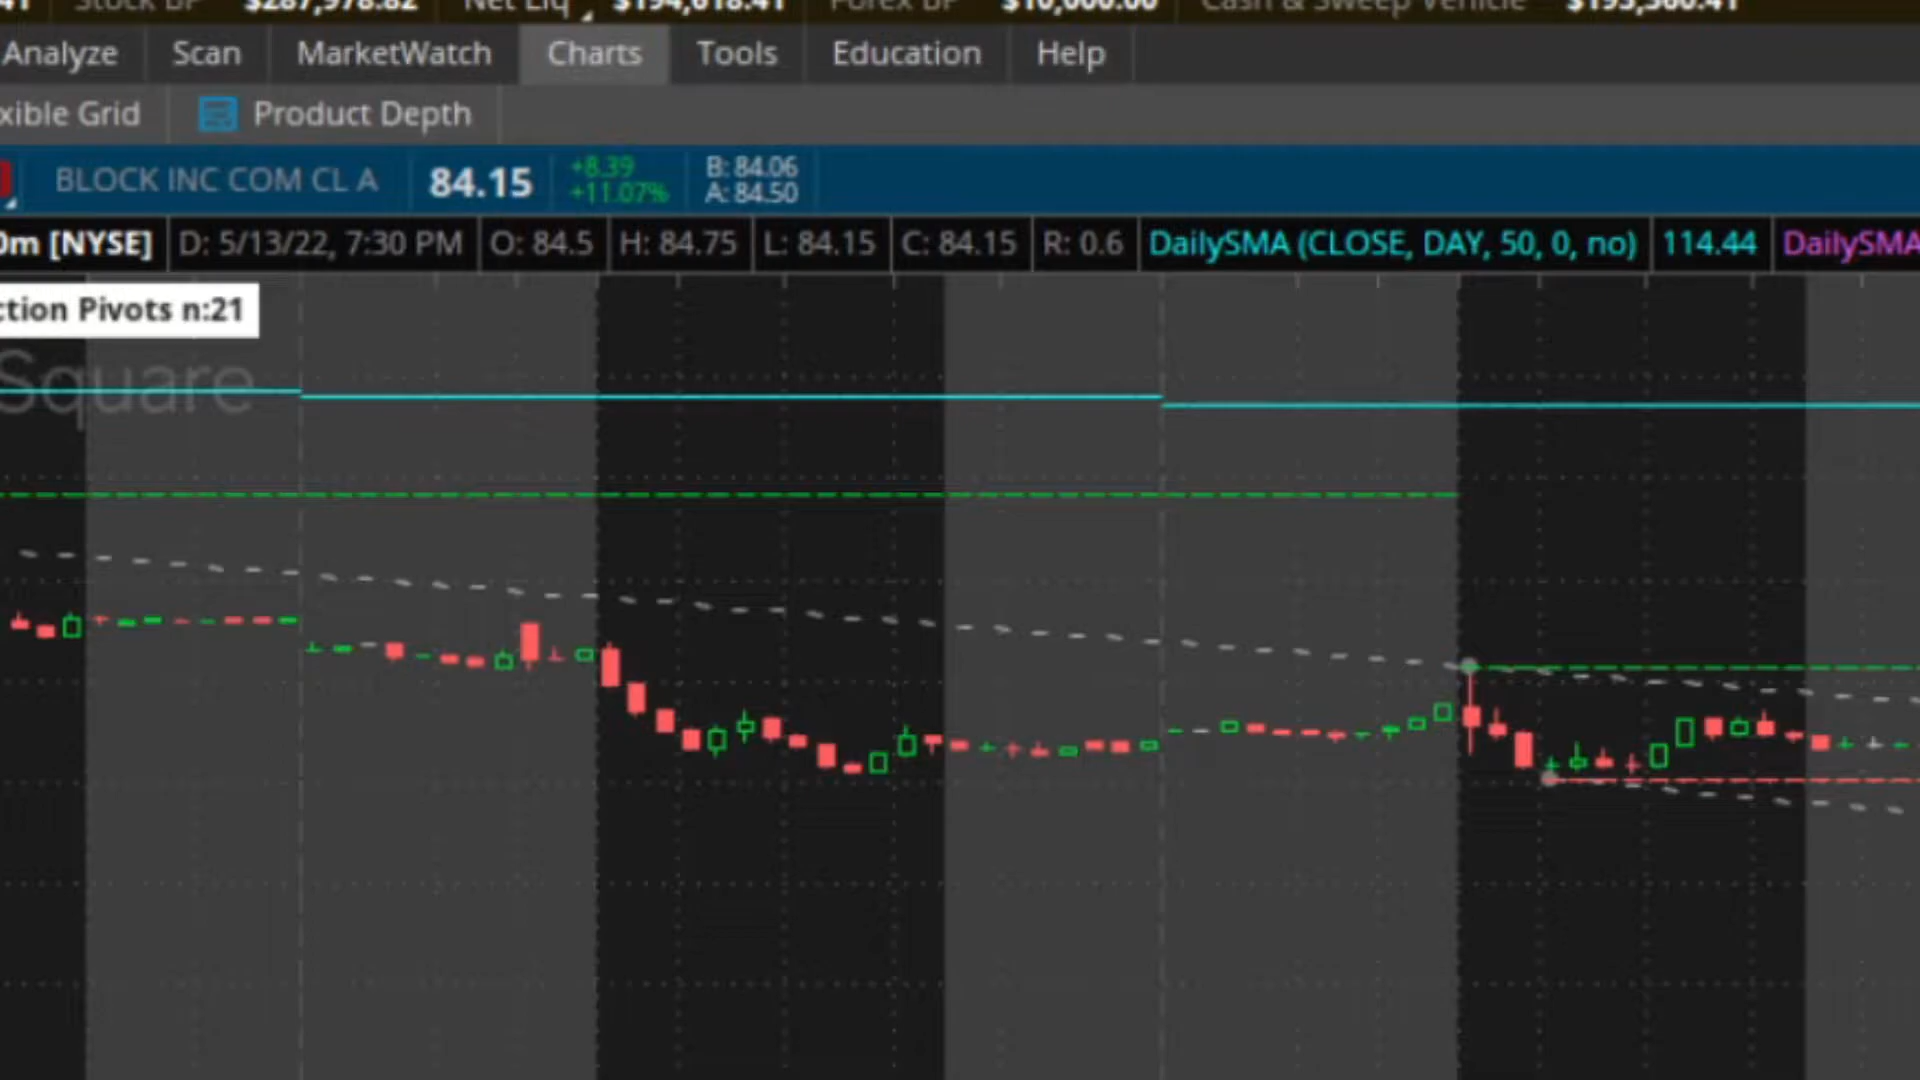 Stock BP $287,978.82 Net Liq $194,618.41 Forex BP $10,000.00 Cash & Sweep Vehicle
Analyze Scan MarketWatch Charts Tools Education Help
xible Grid Product Depth
BLOCK INC COM CL A 84.15 +8.39 +11.07% B: 84.06 A: 84.50
0m [NYSE] D: 5/13/22, 7:30 PM O: 84.5 H: 84.75 L: 84.15 C: 84.15 R: 0.6 DailySMA (CLOSE, DAY, 50, 0, no) 114.44 DailySMA
ction Pivots n:21
Square